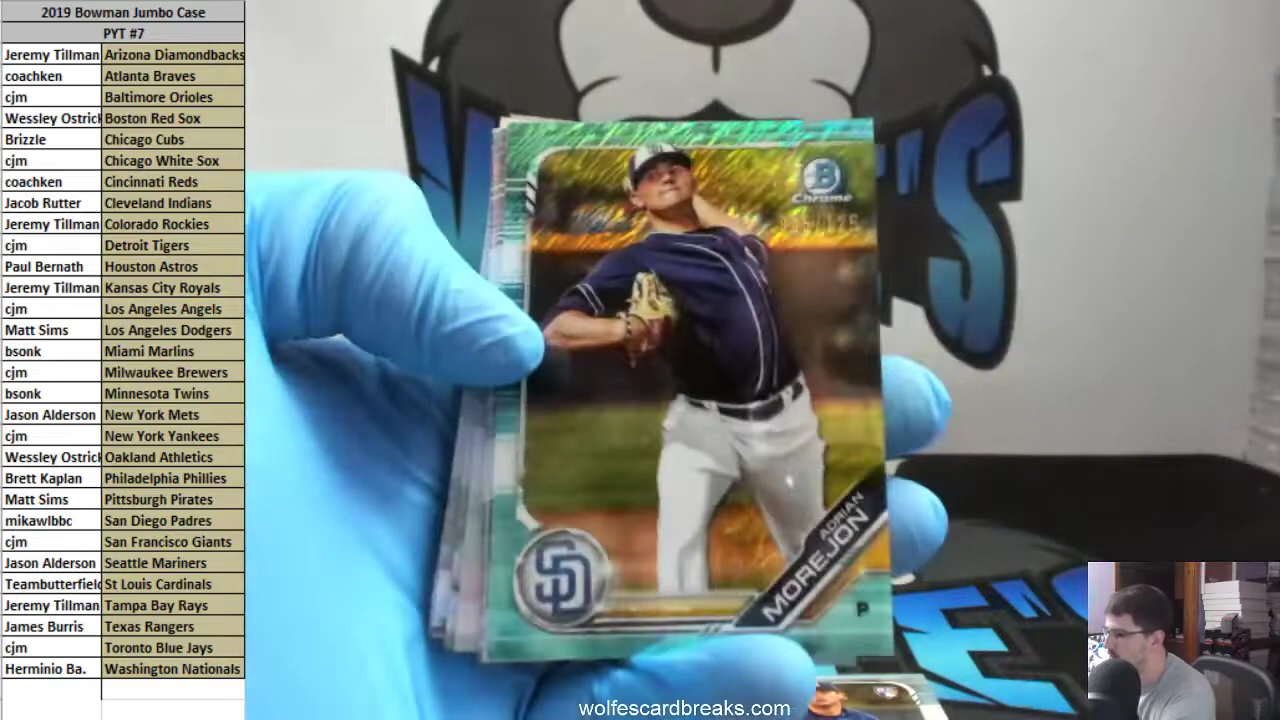 2019 Bowman Jumbo Case
PYT #7
Jeremy Tillman Arizona Diamondbacks
coachken Atlanta Braves
cjm Baltimore Orioles
Wessley Ostrick Boston Red Sox
Brizzle Chicago Cubs
cjm Chicago White Sox
coachken Cincinnati Reds
Jacob Rutter Cleveland Indians
Jeremy Tillman Colorado Rockies
cjm Detroit Tigers
Paul Bernath Houston Astros
Jeremy Tillman Kansas City Royals
cjm Los Angeles Angels
Matt Sims Los Angeles Dodgers
bsonk Miami Marlins
cjm Milwaukee Brewers
bsonk Minnesota Twins
Jason Alderson New York Mets
cjm New York Yankees
Wessley Ostrick Oakland Athletics
Brett Kaplan Philadelphia Phillies
Matt Sims Pittsburgh Pirates
mikawlbbc San Diego Padres
cjm San Francisco Giants
Jason Alderson Seattle Mariners
Teambutterfield St Louis Cardinals
Jeremy Tillman Tampa Bay Rays
James Burris Texas Rangers
cjm Toronto Blue Jays
Herminio Ba. Washington Nationals
B
Chrome
SD
ADRIAN
MOREJON
P
wolfescardbreaks.com